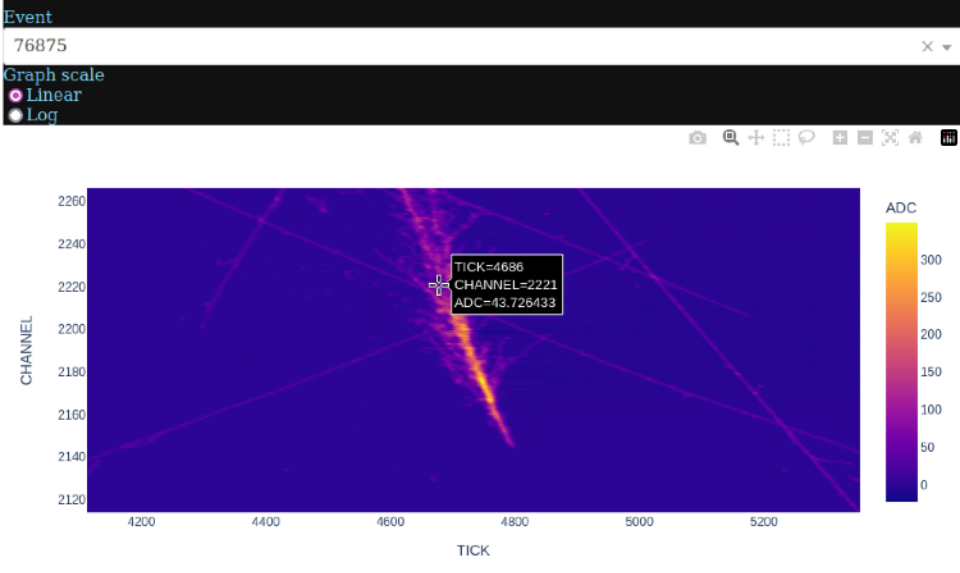 Event
76875
Graph scale
Linear
Log
ADC
2260
2240
2220
2200
2180
2160
2140
2120
CHANNEL
TICK=4686
CHANNEL=2221
ADC=43.726433
300
250
200
150
100
50
0
4200 4400 4600 4800 5000 5200
TICK